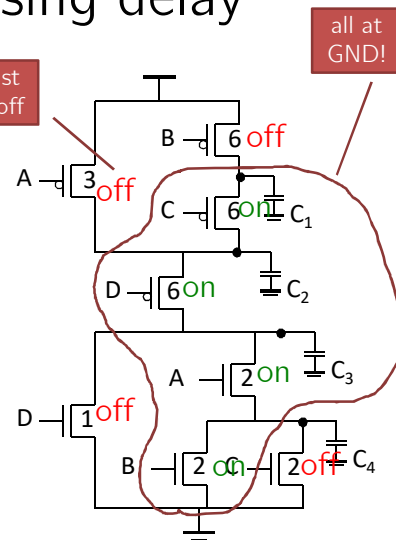 sing delay
all at
GND!
st
off
B 6 off
A 3 off
C 6 on C1
D 6 on C2
A 2 on C3
D 1 off
B 2 on C 2 off C4